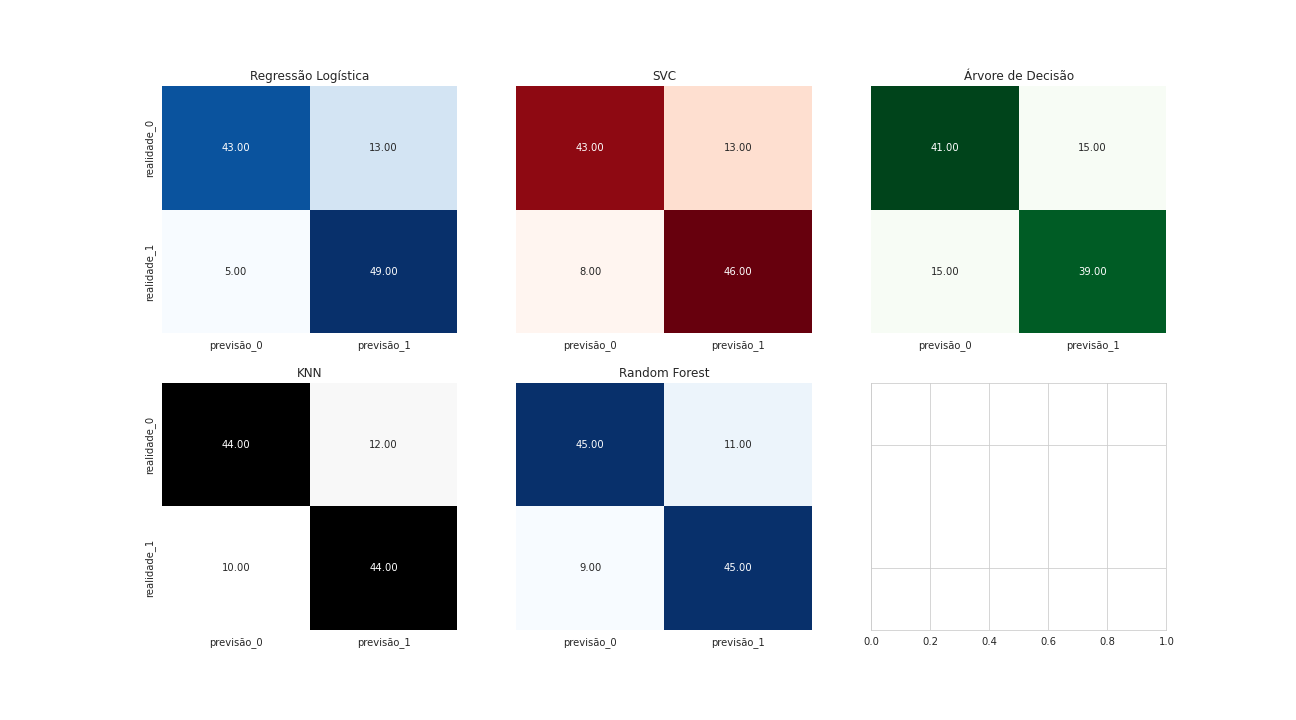 Regressão Logística
SVC
Árvore de Decisão
realidade_0
43.00
13.00
43.00
13.00
41.00
15.00
realidade_1
5.00
49.00
8.00
46.00
15.00
39.00
previsão_0
previsão_1
previsão_0
previsão_1
previsão_0
previsão_1
KNN
Random Forest
realidade_0
44.00
12.00
45.00
11.00
realidade_1
10.00
44.00
9.00
45.00
previsão_0
previsão_1
previsão_0
previsão_1
0.0
0.2
0.4
0.6
0.8
1.0